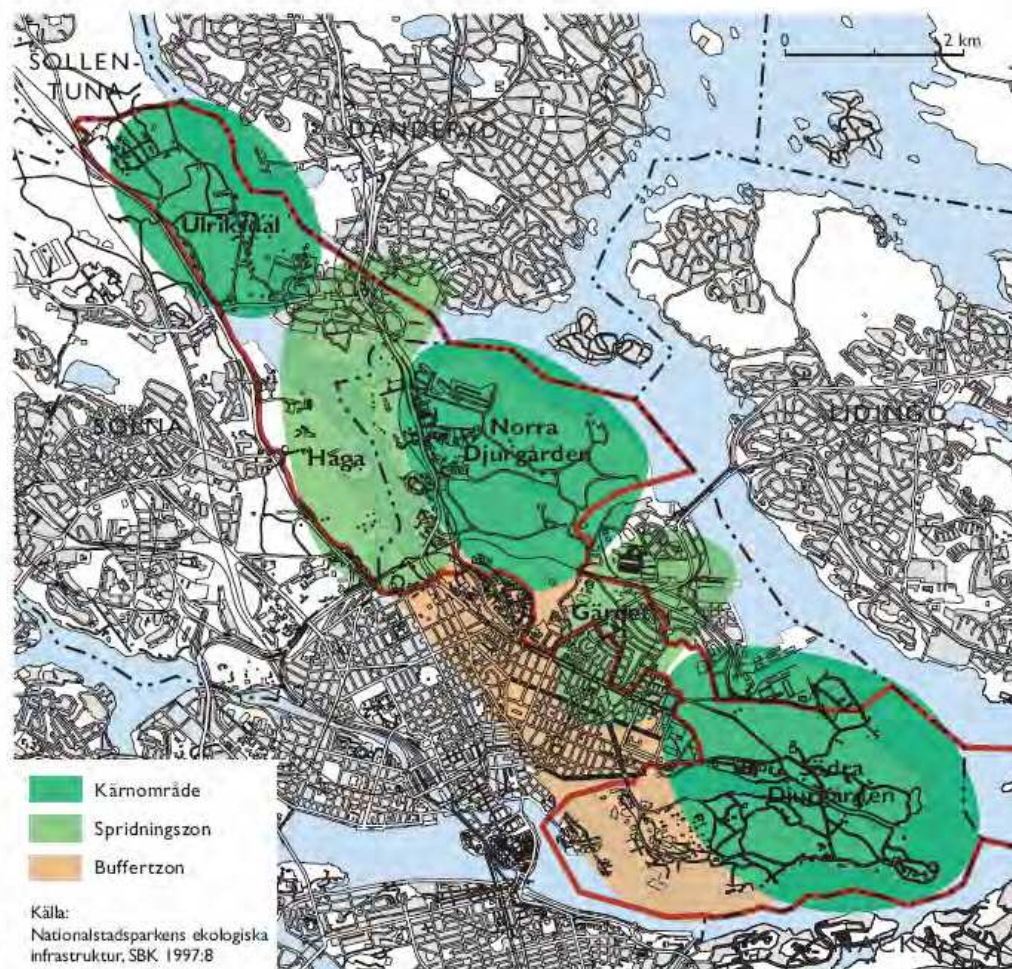 SOLLEN-
TUNA
0 2 km
DANDERYD
Ulriksdal
SOLNA
Haga
Norra
Djurgården
LIDINGÖ
Gärdet
Södra
Djurgården
NACKA
Kärnområde
Spridningszon
Buffertzon
Källa:
Nationalstadsparkens ekologiska
infrastruktur, SBK 1997:8